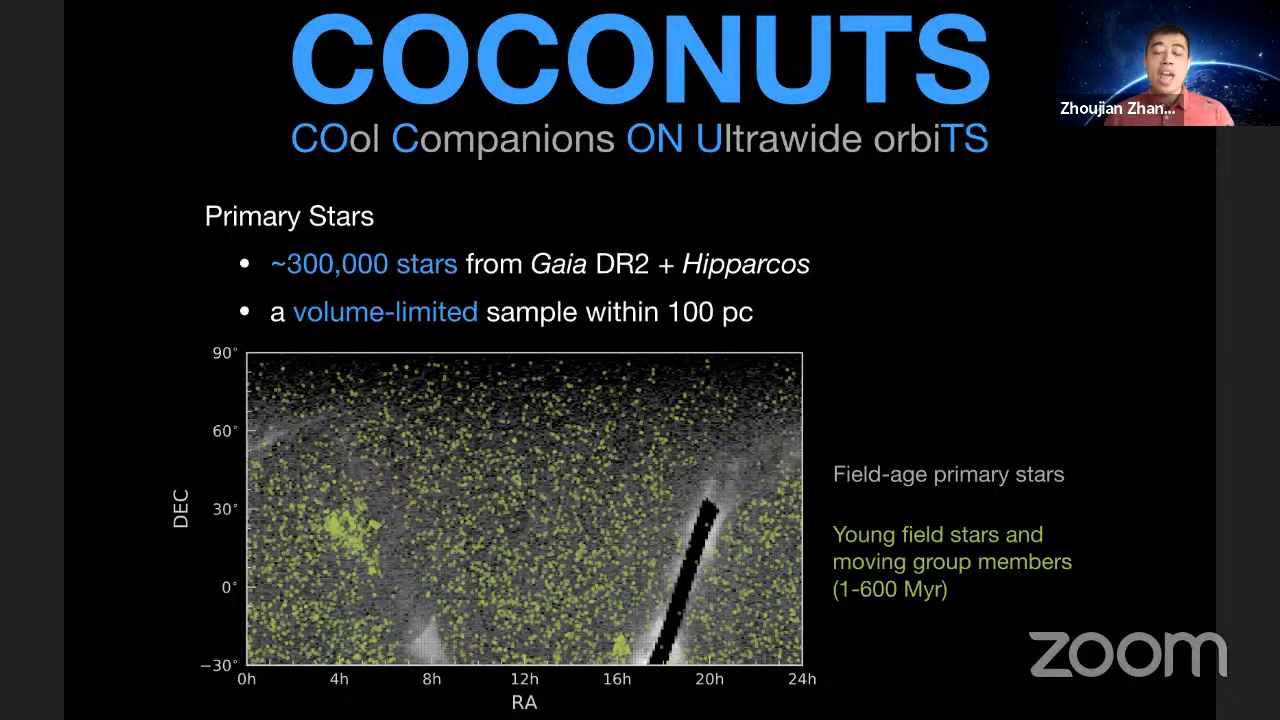 COCONUTS
COol Companions ON Ultrawide orbiTS
Zhoujian Zhan...
Primary Stars
• ~300,000 stars from Gaia DR2 + Hipparcos
• a volume-limited sample within 100 pc
90°
60°
30°
0°
−30°
DEC
0h 4h 8h 12h 16h 20h 24h
RA
Field-age primary stars
Young field stars and
moving group members
(1-600 Myr)
zoom